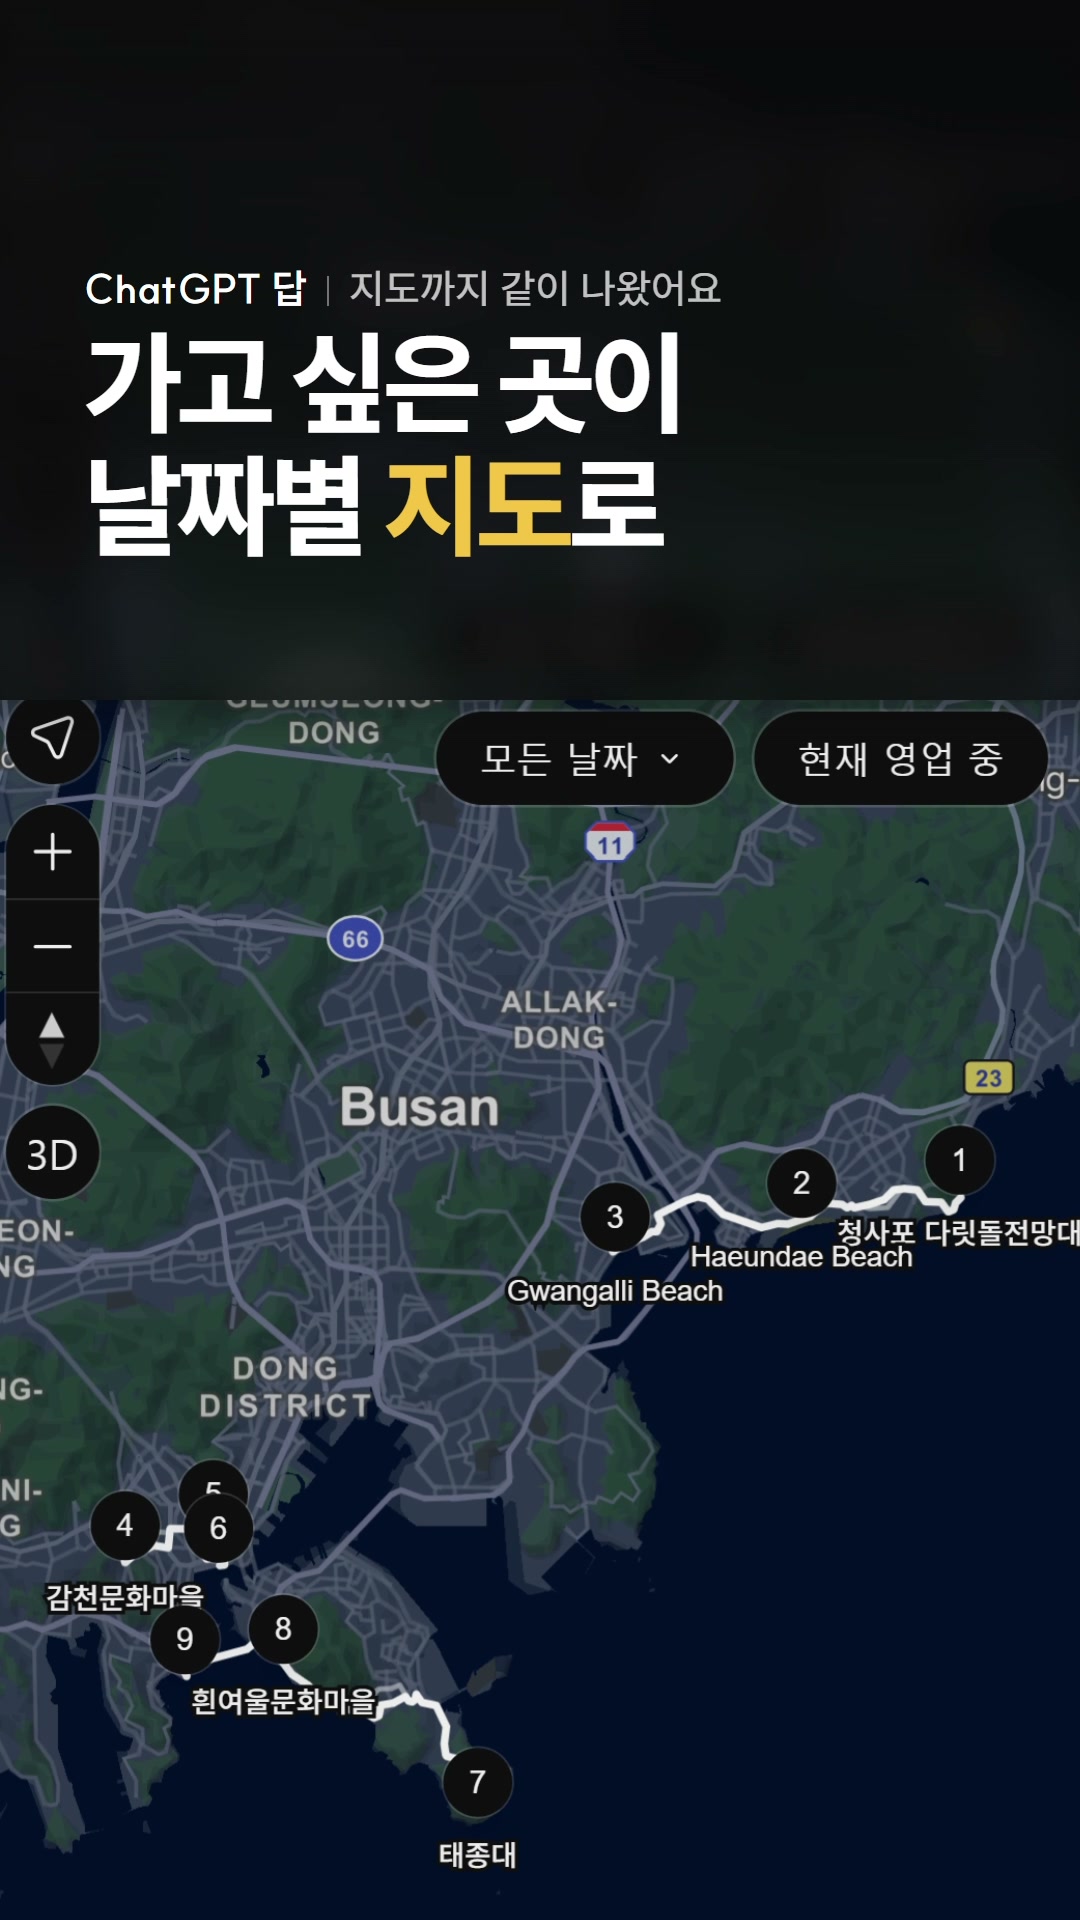 ChatGPT 답 | 지도까지 같이 나왔어요
가고 싶은 곳이
날짜별 지도로
DONG
모든 날짜
현재 영업 중
11
66
ALLAK-
DONG
Busan
23
3D
1
2
3
청사포 다릿돌전망대
Haeundae Beach
Gwangalli Beach
DONG
DISTRICT
5
4
6
감천문화마을
9
8
흰여울문화마을
7
태종대